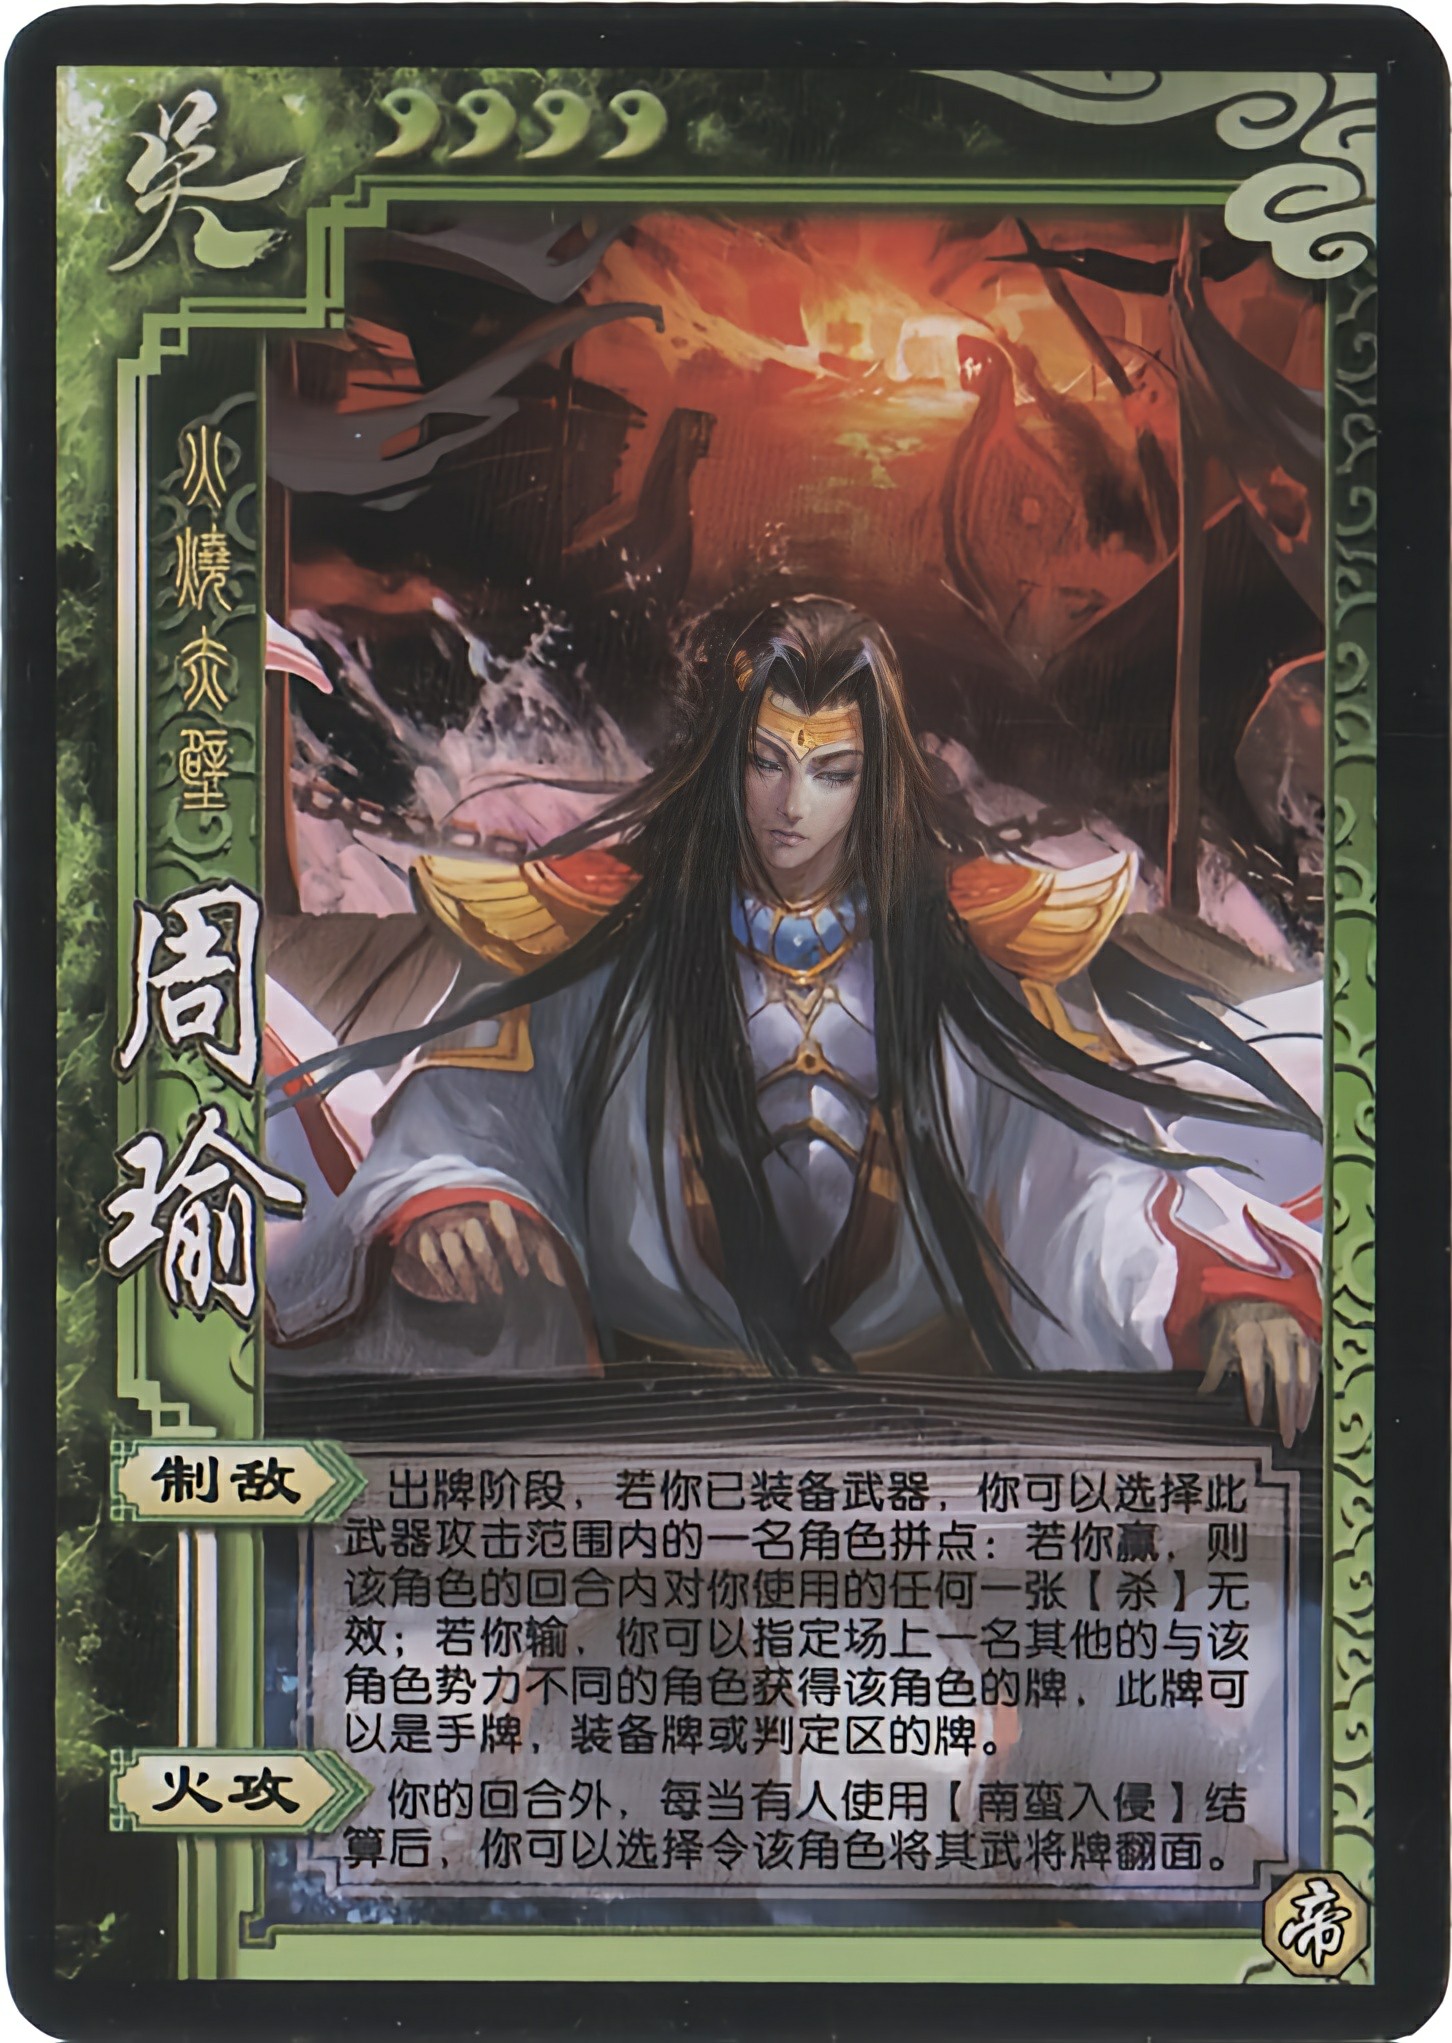 吴
火燒赤壁
周瑜
制敌
出牌阶段，若你已装备武器，你可以选择此
武器攻击范围内的一名角色拼点：若你赢，则
该角色的回合内对你使用的任何一张【杀】无
效；若你输，你可以指定场上一名其他的与该
角色势力不同的角色获得该角色的牌，此牌可
以是手牌，装备牌或判定区的牌。
火攻
你的回合外，每当有人使用【南蛮入侵】结
算后，你可以选择令该角色将其武将牌翻面。
帝